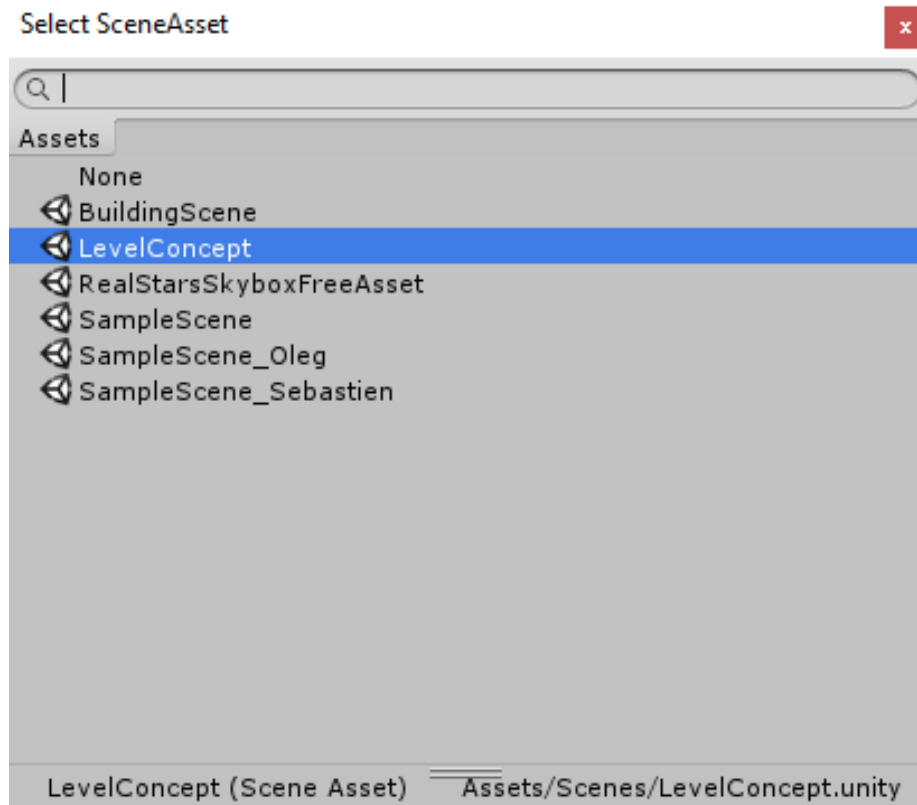 Select SceneAsset
x
Assets
None
BuildingScene
LevelConcept
RealStarsSkyboxFreeAsset
SampleScene
SampleScene_Oleg
SampleScene_Sebastien
LevelConcept (Scene Asset) Assets/Scenes/LevelConcept.unity